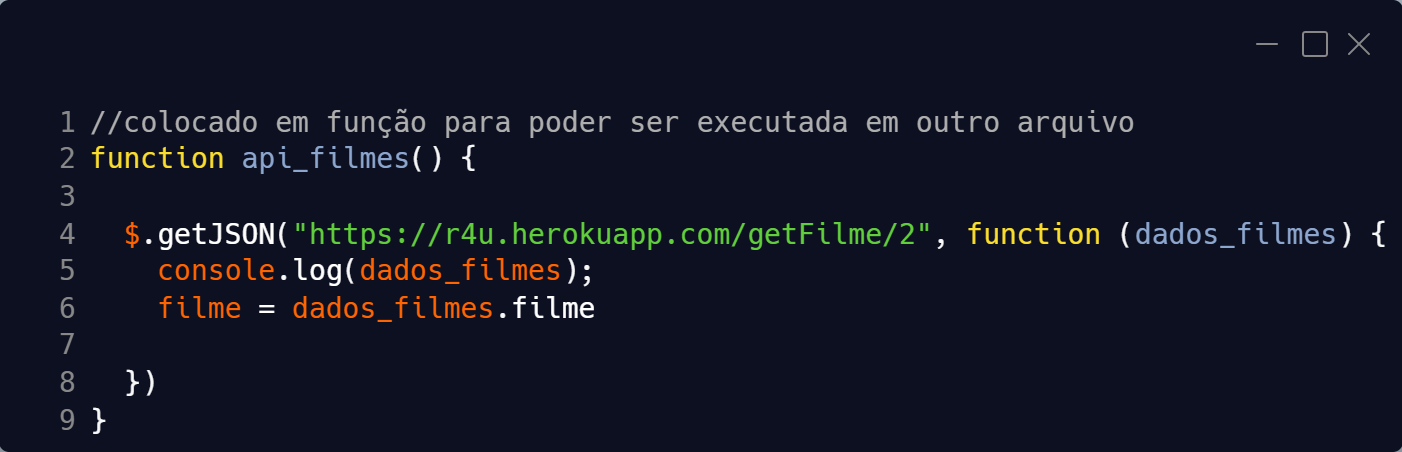 1 //colocado em função para poder ser executada em outro arquivo
2 function api_filmes() {
3
4   $.getJSON("https://r4u.herokuapp.com/getFilme/2", function (dados_filmes) {
5     console.log(dados_filmes);
6     filme = dados_filmes.filme
7
8   })
9 }